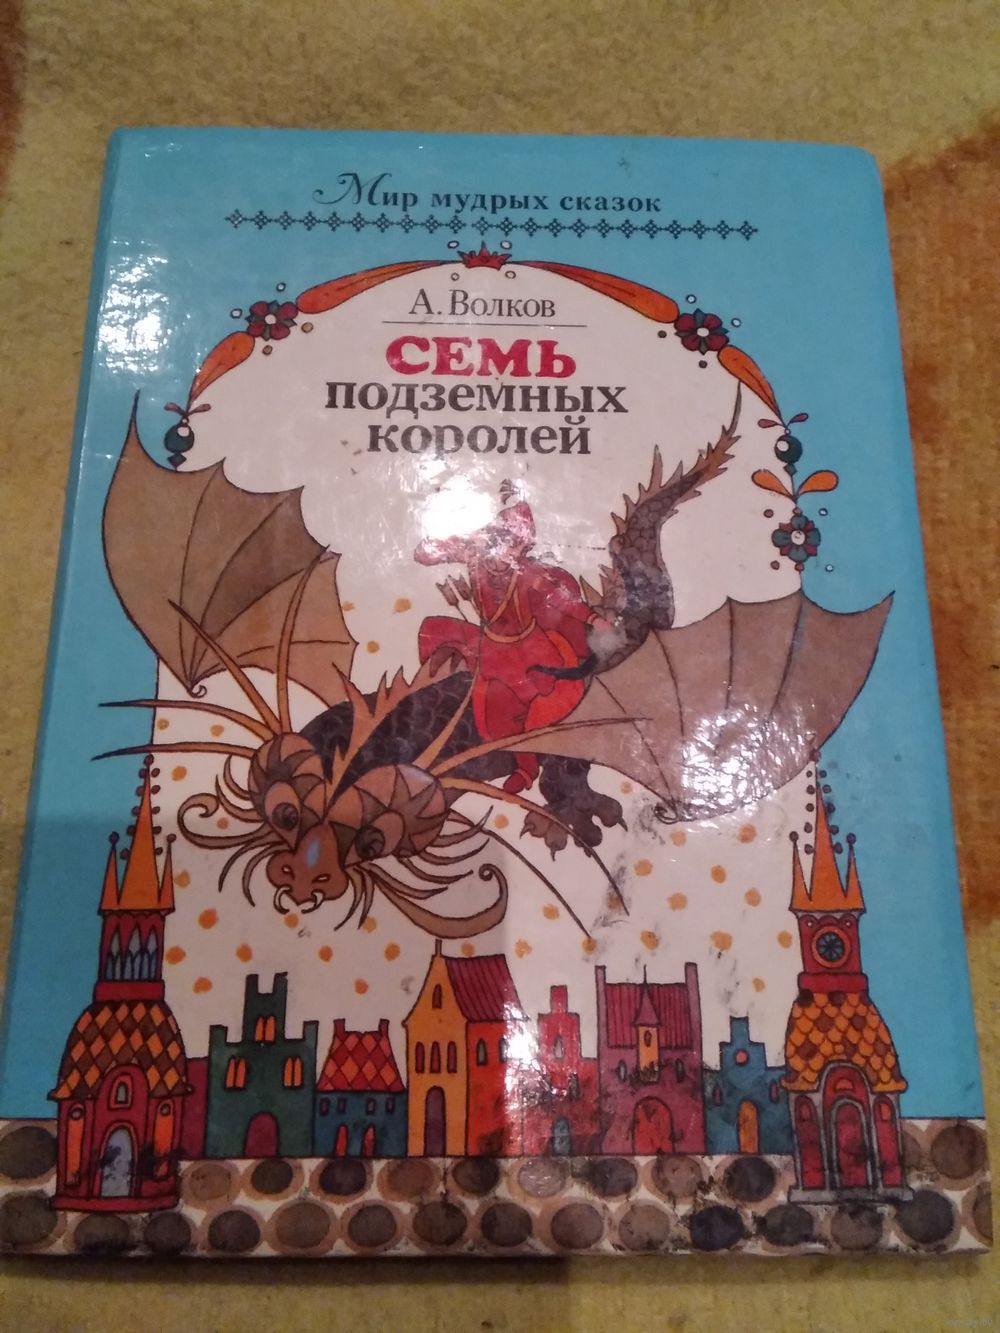 Мир мудрых сказок
А. Волков
СЕМЬ
подземных
королей